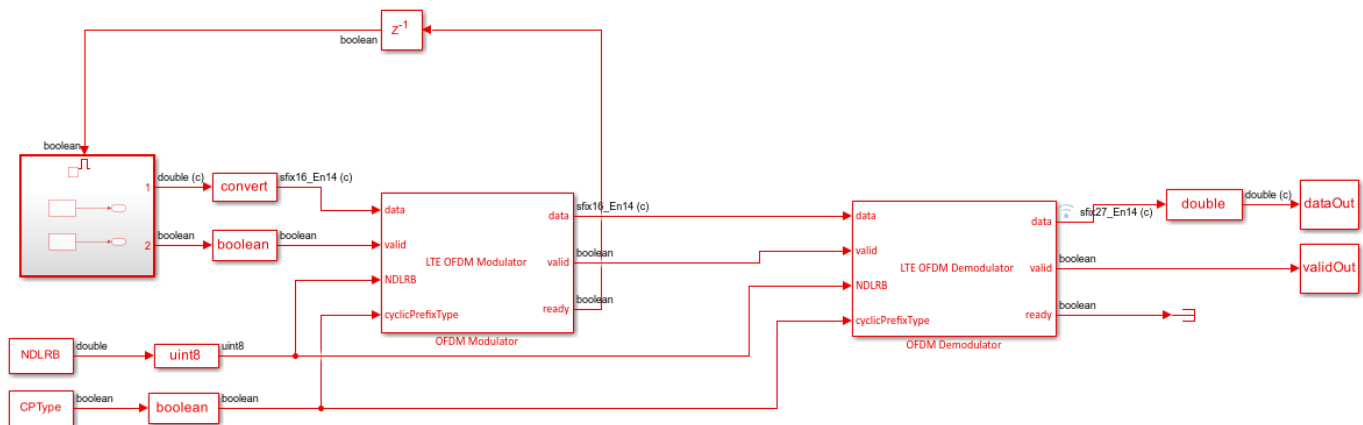 z-1
boolean
boolean
1
double (c)
convert
sfix16_En14 (c)
2
boolean
boolean
boolean
data
valid
NDLRB
cyclicPrefixType
LTE OFDM Modulator
data
valid
ready
OFDM Modulator
sfix16_En14 (c)
boolean
boolean
data
valid
NDLRB
cyclicPrefixType
LTE OFDM Demodulator
data
valid
ready
OFDM Demodulator
sfix27_En14 (c)
boolean
boolean
double
double (c)
dataOut
validOut
NDLRB
double
uint8
uint8
CPType
boolean
boolean
boolean